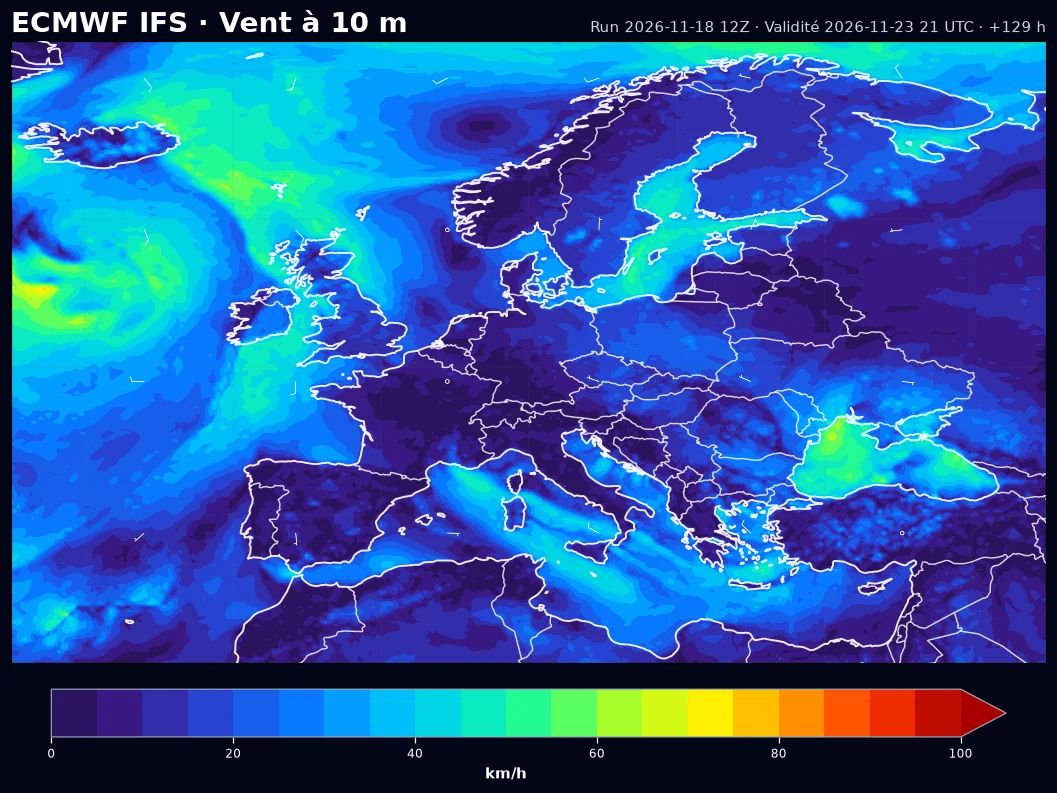 ECMWF IFS · Vent à 10 m
Run 2026-11-18 12Z · Validité 2026-11-23 21 UTC · +129 h
0 20 40 60 80 100
km/h